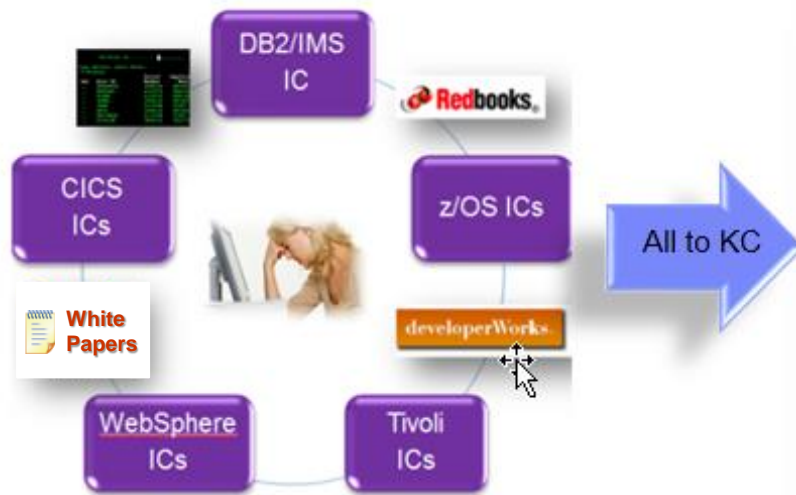 DB2/IMS
IC
Redbooks®
CICS
ICs
z/OS ICs
All to KC
White
Papers
developerWorks
WebSphere
ICs
Tivoli
ICs